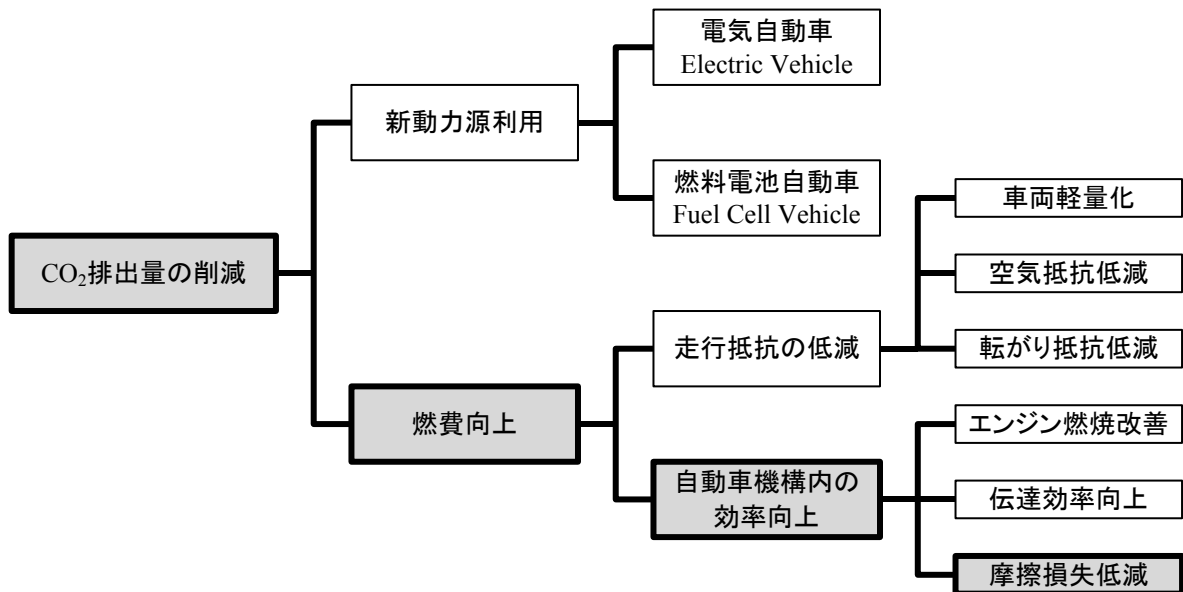 電気自動車
Electric Vehicle
新動力源利用
燃料電池自動車
Fuel Cell Vehicle
車両軽量化
CO₂排出量の削減
空気抵抗低減
走行抵抗の低減
転がり抵抗低減
燃費向上
エンジン燃焼改善
自動車機構内の
効率向上
伝達効率向上
摩擦損失低減